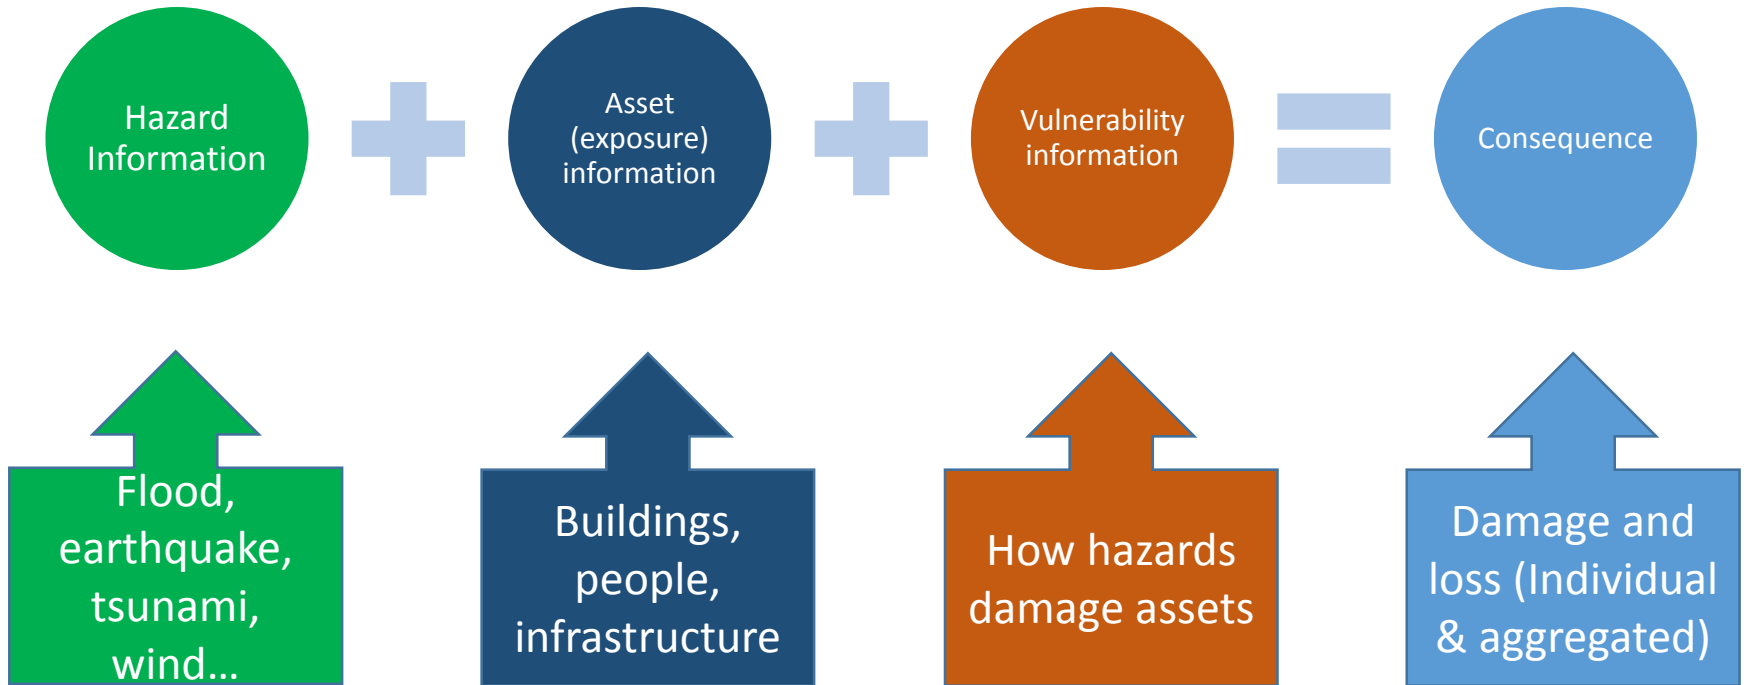 Hazard
Information
Asset
(exposure)
information
Vulnerability
information
Consequence
Flood,
earthquake,
tsunami,
wind…
Buildings,
people,
infrastructure
How hazards
damage assets
Damage and
loss (Individual
& aggregated)